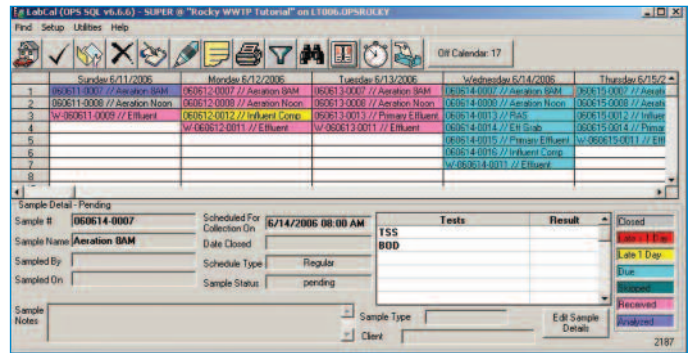 LabCal (OPS SQL v6.6.6) - SUPER @ "Rocky WWTP Tutorial" on LT006.OPSROCKY
Find Setup Utilities Help
Off Calendar: 17
Sunday 6/11/2006 Monday 6/12/2006 Tuesday 6/13/2006 Wednesday 6/14/2006 Thursday 6/15/2
1 060611-0007 // Aeration 8AM 060612-0007 // Aeration 8AM 060613-0007 // Aeration 8AM 060614-0007 // Aeration 8AM 060615-0007 // Aerati
2 060611-0008 // Aeration Noon 060612-0008 // Aeration Noon 060613-0008 // Aeration Noon 060614-0008 // Aeration Noon 060615-0008 // Aerati
3 W-060611-0009 // Effluent 060612-0012 // Influent Comp 060613-0013 // Primary Effluent 060614-0013 // RAS 060615-0012 // Influer
4 W-060612-0011 // Effluent W-060613-0011 // Effluent 060614-0014 // Eff Grab 060615-0014 // Primar
5 060614-0015 // Primary Effluent W-060615-0011 // Effl
6 060614-0016 // Influent Comp
7 W-060614-0011 // Effluent
8
Sample Detail - Pending
Sample # 060614-0007 Scheduled For Collection On 6/14/2006 08:00 AM Tests Result Closed
TSS
Sample Name Aeration 8AM Date Closed BOD Late > 1 Day
Late 1 Day
Sampled By Schedule Type Regular Due
Sampled On Sample Status pending Skipped
Received
Sample Notes Sample Type Edit Sample Details Analyzed
Client 2187